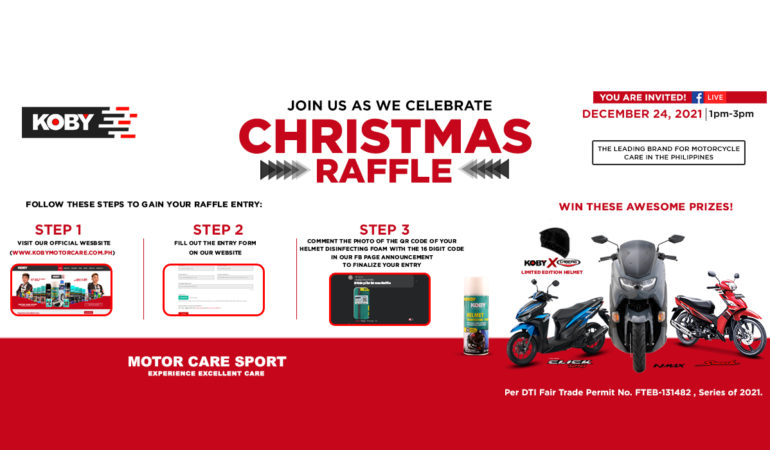 KOBY
JOIN US AS WE CELEBRATE
CHRISTMAS
RAFFLE
YOU ARE INVITED! f LIVE
DECEMBER 24, 2021 | 1pm-3pm
THE LEADING BRAND FOR MOTORCYCLE
CARE IN THE PHILIPPINES
FOLLOW THESE STEPS TO GAIN YOUR RAFFLE ENTRY:
STEP 1
VISIT OUR OFFICIAL WESBSITE
(WWW.KOBYMOTORCARE.COM.PH)
STEP 2
FILL OUT THE ENTRY FORM
ON OUR WEBSITE
STEP 3
COMMENT THE PHOTO OF THE QR CODE OF YOUR
HELMET DISINFECTING FOAM WITH THE 16 DIGIT CODE
IN OUR FB PAGE ANNOUNCEMENT
TO FINALIZE YOUR ENTRY
WIN THESE AWESOME PRIZES!
KOBY X
LIMITED EDITION HELMET
KOBY
HELMET
CLICK
NMAX
MOTOR CARE SPORT
EXPERIENCE EXCELLENT CARE
Per DTI Fair Trade Permit No. FTEB-131482 , Series of 2021.